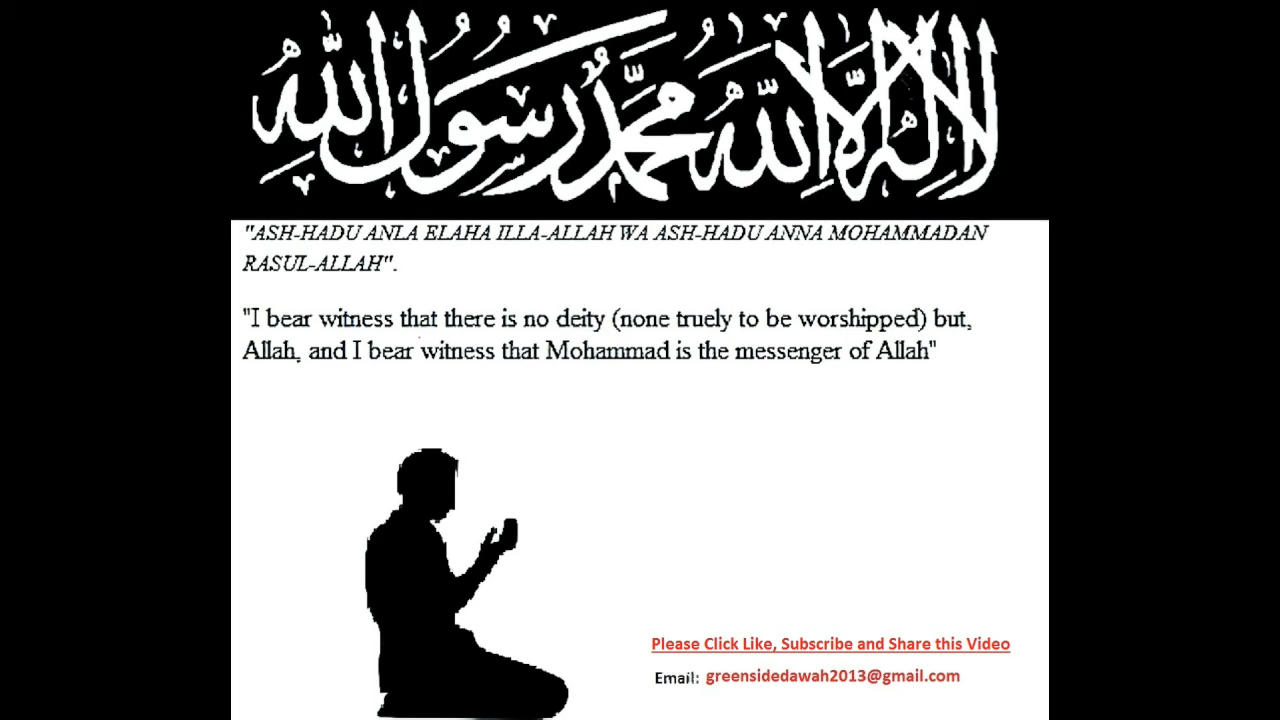 لا إله إلا الله محمد رسول الله
"ASH-HADU ANLA ELAHA ILLA-ALLAH WA ASH-HADU ANNA MOHAMMADAN
RASUL-ALLAH".
"I bear witness that there is no deity (none truely to be worshipped) but,
Allah, and I bear witness that Mohammad is the messenger of Allah"
Please Click Like, Subscribe and Share this Video
Email: greensidedawah2013@gmail.com